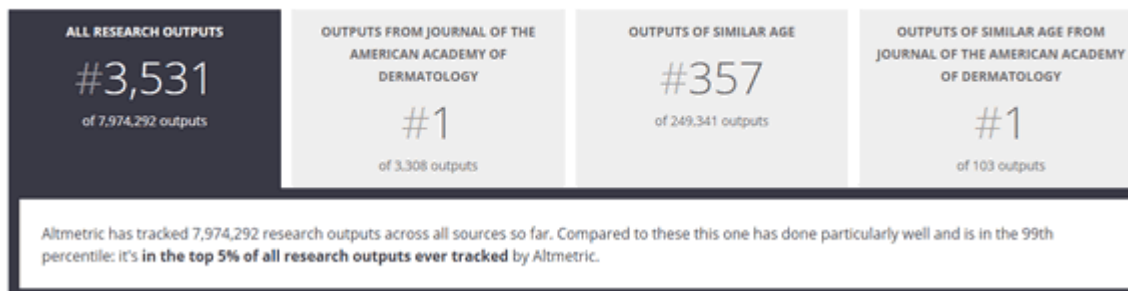 ALL RESEARCH OUTPUTS
#3,531
of 7,974,292 outputs
OUTPUTS FROM JOURNAL OF THE
AMERICAN ACADEMY OF
DERMATOLOGY
#1
of 3,308 outputs
OUTPUTS OF SIMILAR AGE
#357
of 249,341 outputs
OUTPUTS OF SIMILAR AGE FROM
JOURNAL OF THE AMERICAN ACADEMY
OF DERMATOLOGY
#1
of 103 outputs
Altmetric has tracked 7,974,292 research outputs across all sources so far. Compared to these this one has done particularly well and is in the 99th
percentile: it's in the top 5% of all research outputs ever tracked by Altmetric.